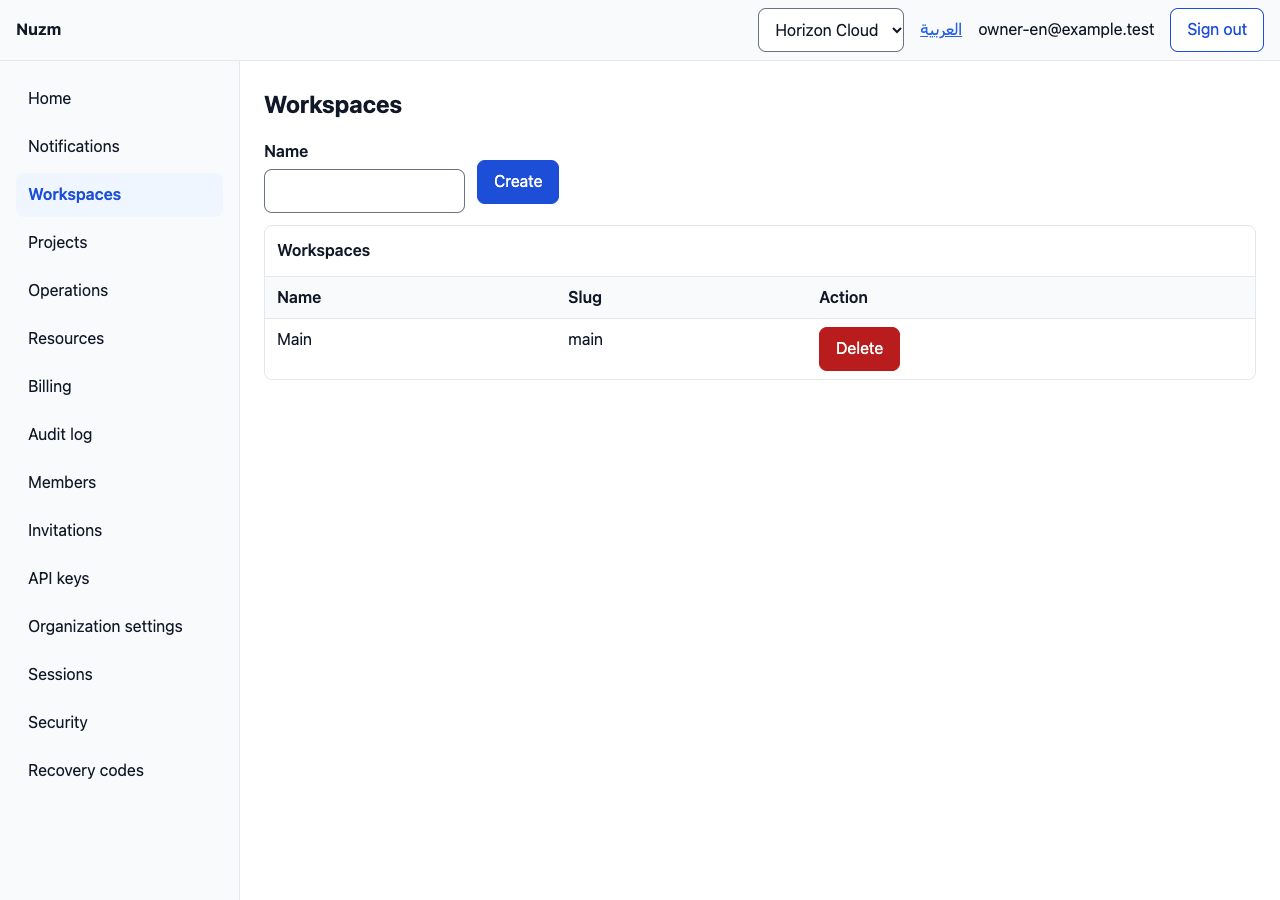 Nuzm
Horizon Cloud
العربية
owner-en@example.test
Sign out
Home
Notifications
Workspaces
Projects
Operations
Resources
Billing
Audit log
Members
Invitations
API keys
Organization settings
Sessions
Security
Recovery codes
Workspaces
Name
Create
Workspaces
Name Slug Action
Main main Delete